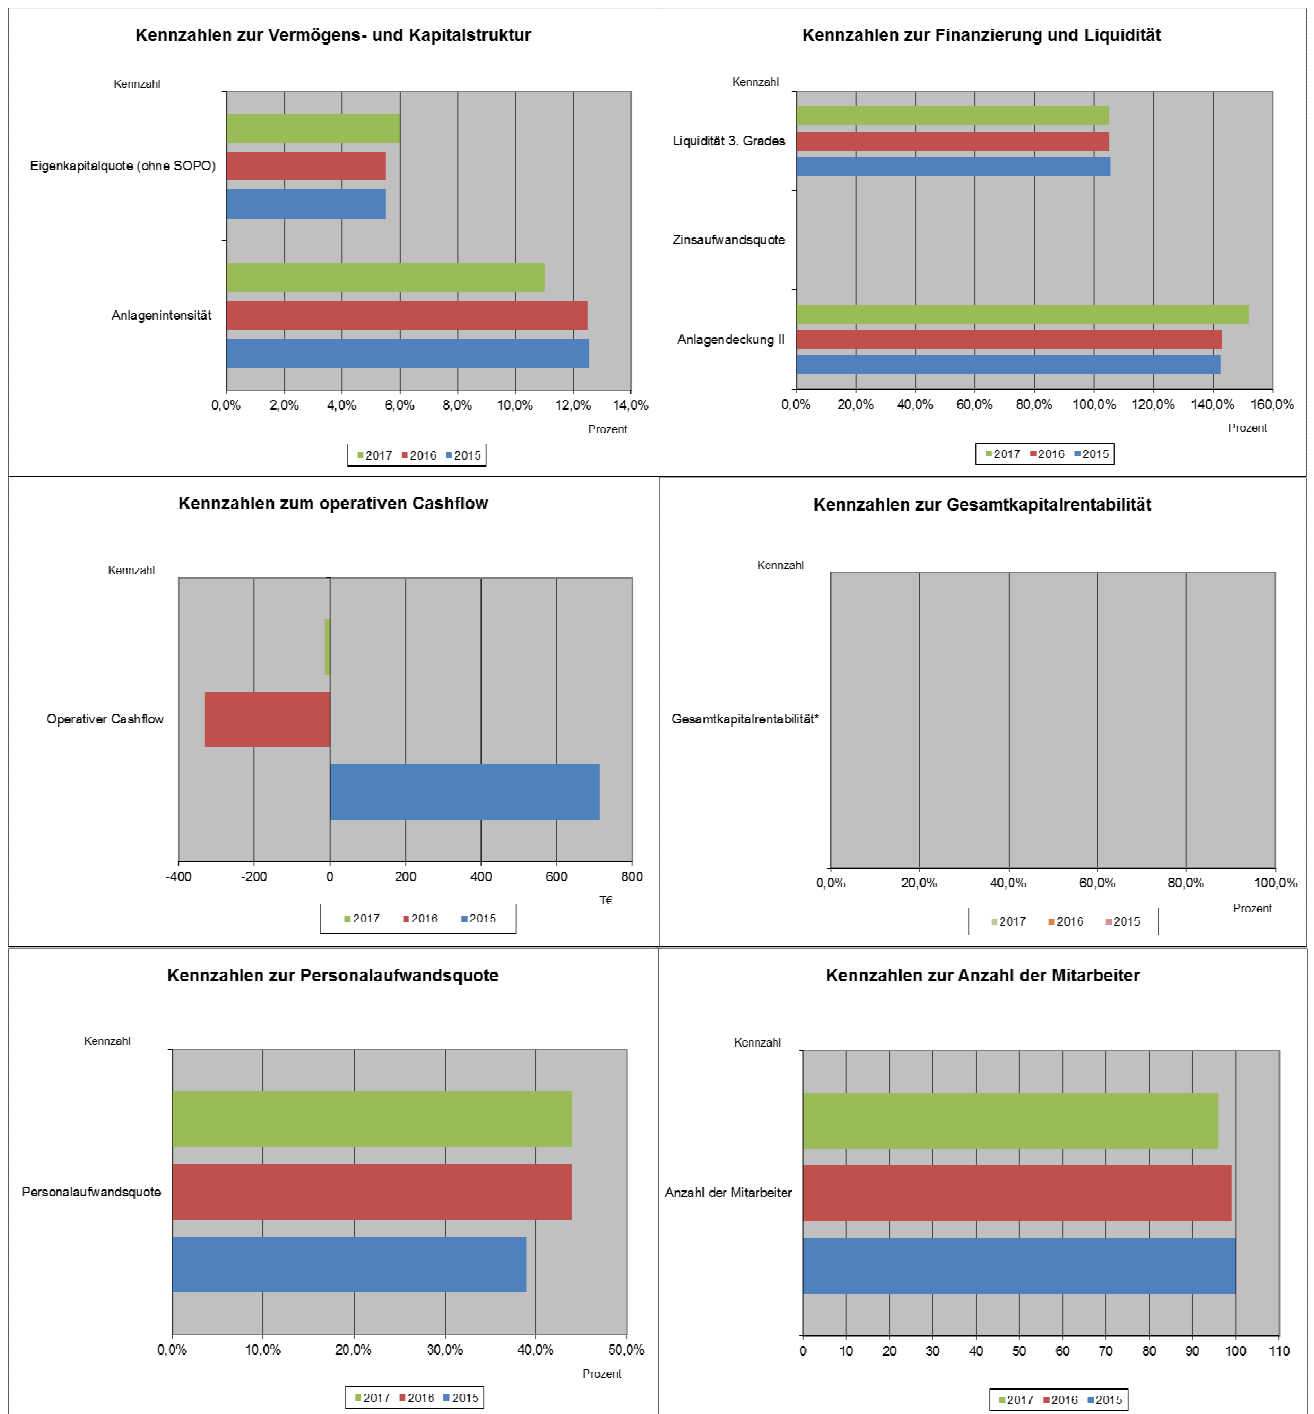 Kennzahlen zur Vermögens- und Kapitalstruktur
Kennzahl
Eigenkapitalquote (ohne SOPO)
Anlagenintensität
0,0% 2,0% 4,0% 6,0% 8,0% 10,0% 12,0% 14,0%
Prozent
2017 2016 2015
Kennzahlen zur Finanzierung und Liquidität
Kennzahl
Liquidität 3. Grades
Zinsaufwandsquote
Anlagendeckung II
0,0% 20,0% 40,0% 60,0% 80,0% 100,0% 120,0% 140,0% 160,0%
Prozent
2017 2016 2015
Kennzahlen zum operativen Cashflow
Kennzahl
Operativer Cashflow
-400 -200 0 200 400 600 800
T€
2017 2016 2015
Kennzahlen zur Gesamtkapitalrentabilität
Kennzahl
Gesamtkapitalrentabilität*
0,0% 20,0% 40,0% 60,0% 80,0% 100,0%
Prozent
2017 2016 2015
Kennzahlen zur Personalaufwandsquote
Kennzahl
Personalaufwandsquote
0,0% 10,0% 20,0% 30,0% 40,0% 50,0%
Prozent
2017 2016 2015
Kennzahlen zur Anzahl der Mitarbeiter
Kennzahl
Anzahl der Mitarbeiter
0 10 20 30 40 50 60 70 80 90 100 110
2017 2016 2015